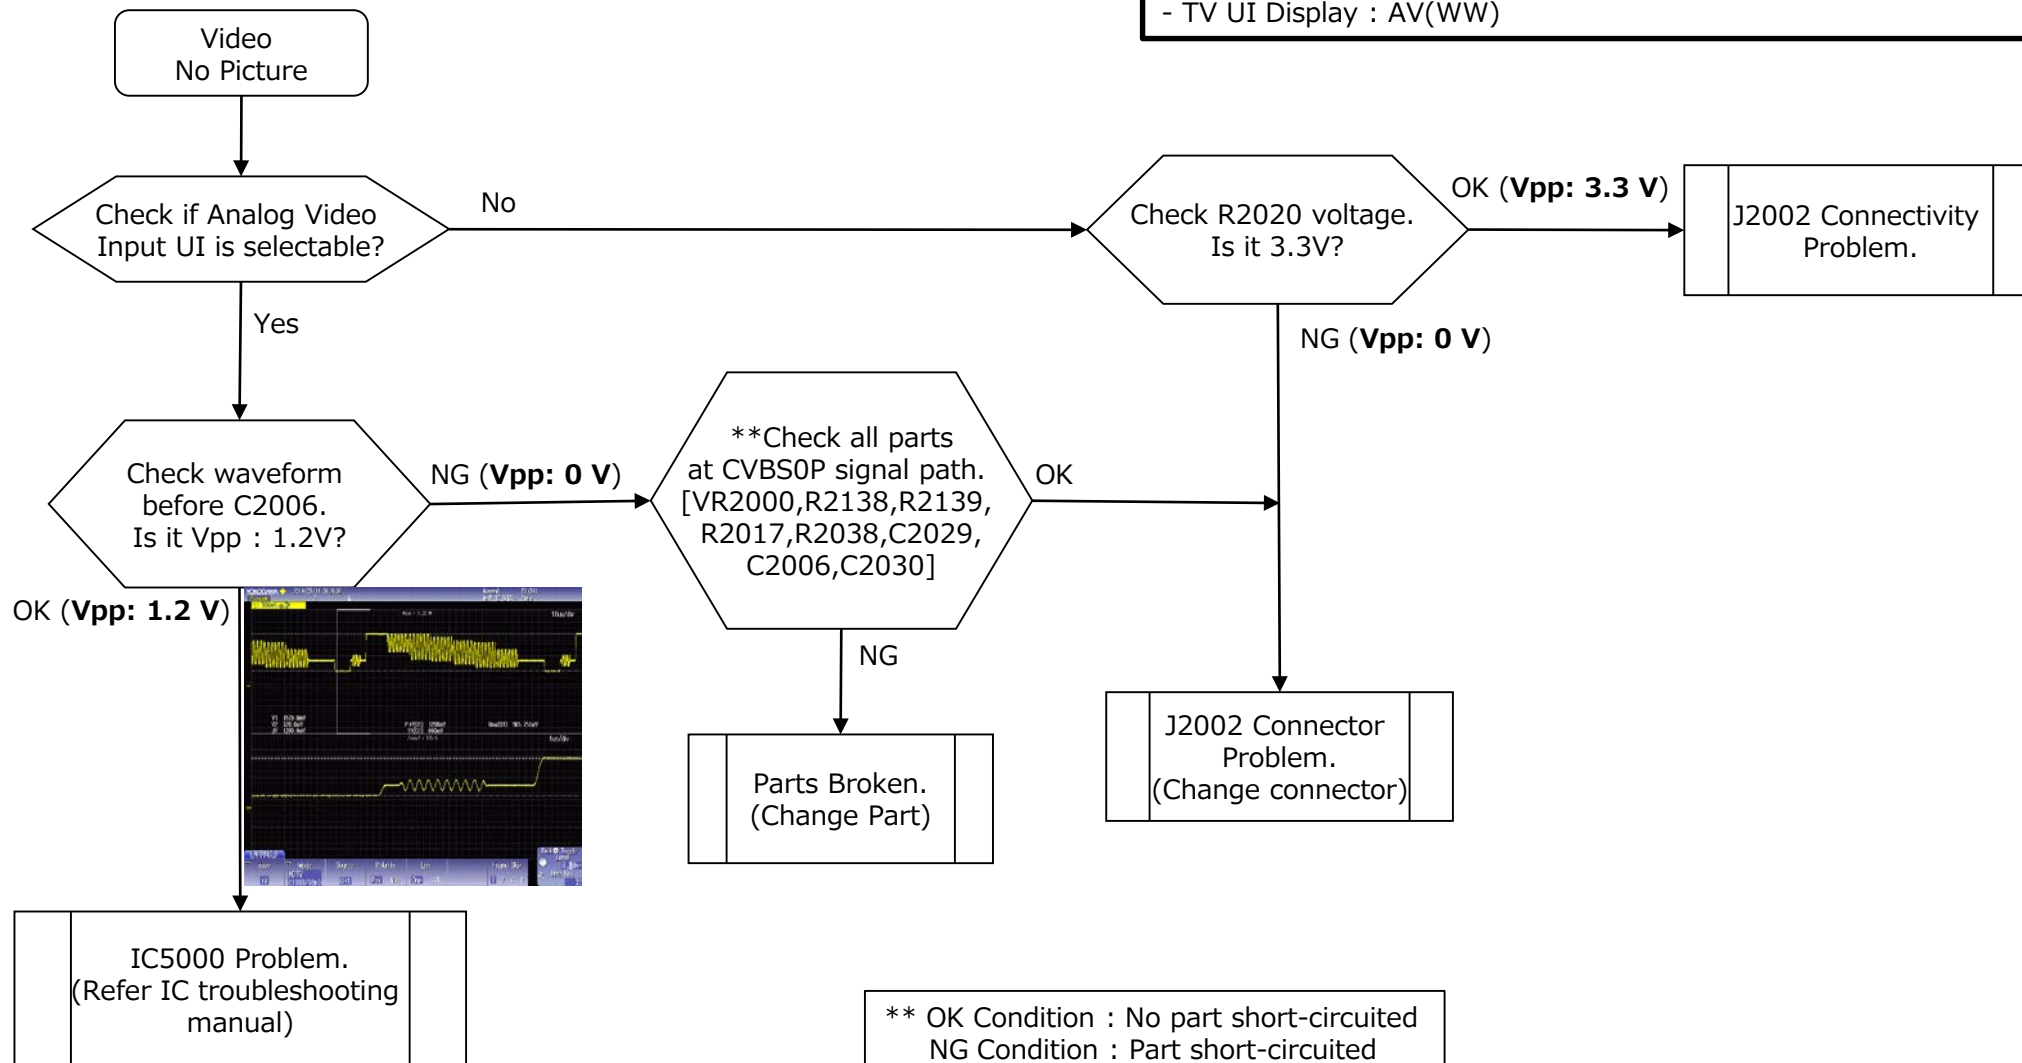 - TV UI Display : AV(WW)
Video
No Picture
Check if Analog Video
Input UI is selectable?
No
Yes
Check R2020 voltage.
Is it 3.3V?
OK (Vpp: 3.3 V)
J2002 Connectivity
Problem.
NG (Vpp: 0 V)
Check waveform
before C2006.
Is it Vpp : 1.2V?
NG (Vpp: 0 V)
**Check all parts
at CVBS0P signal path.
[VR2000,R2138,R2139,
R2017,R2038,C2029,
C2006,C2030]
OK
NG
OK (Vpp: 1.2 V)
Parts Broken.
(Change Part)
J2002 Connector
Problem.
(Change connector)
IC5000 Problem.
(Refer IC troubleshooting
manual)
** OK Condition : No part short-circuited
NG Condition : Part short-circuited